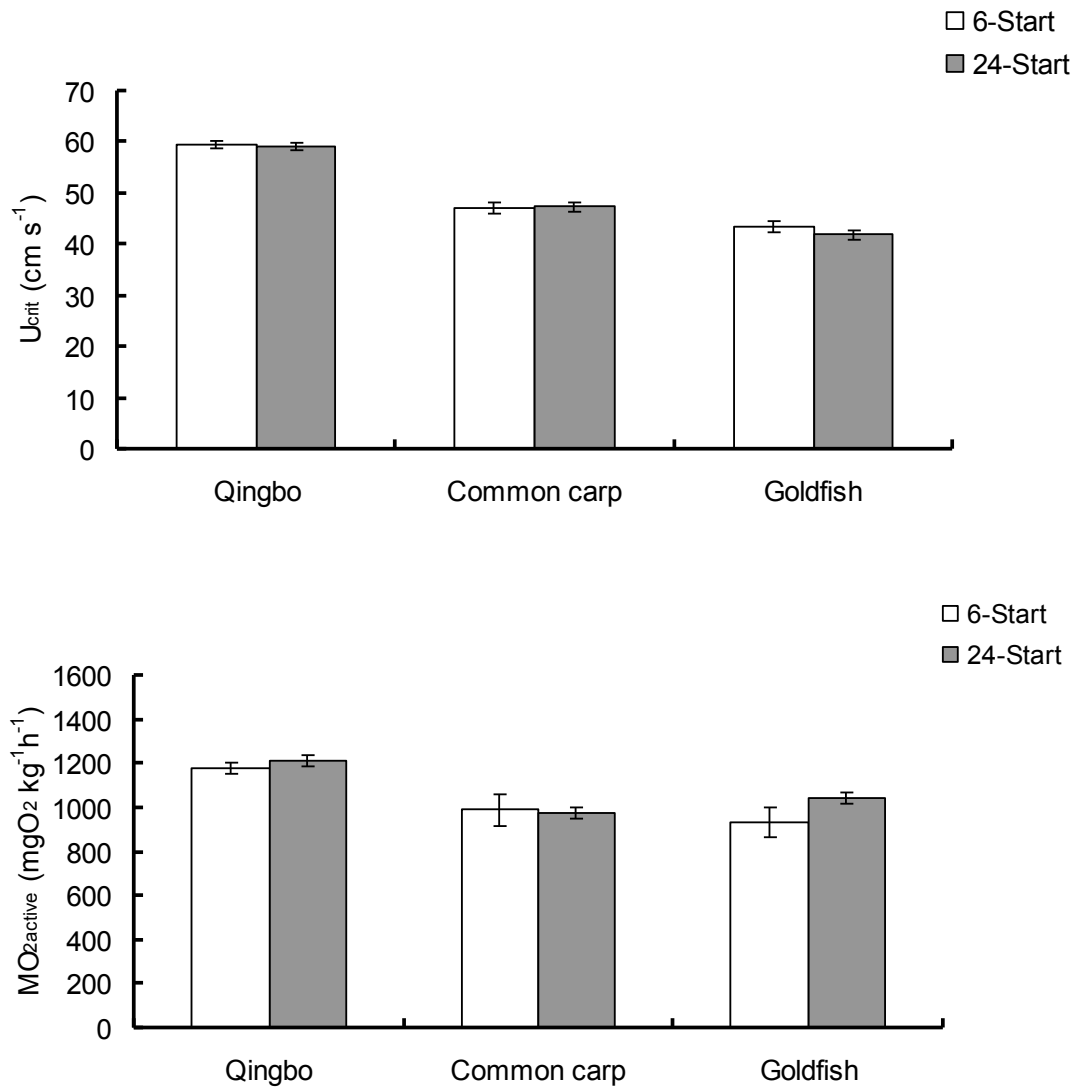 6-Start
24-Start
70
60
50
40
30
20
10
0
Ucrit (cm s-1)
Qingbo Common carp Goldfish
6-Start
24-Start
1600
1400
1200
1000
800
600
400
200
0
MO2active (mgO2 kg-1h-1)
Qingbo Common carp Goldfish